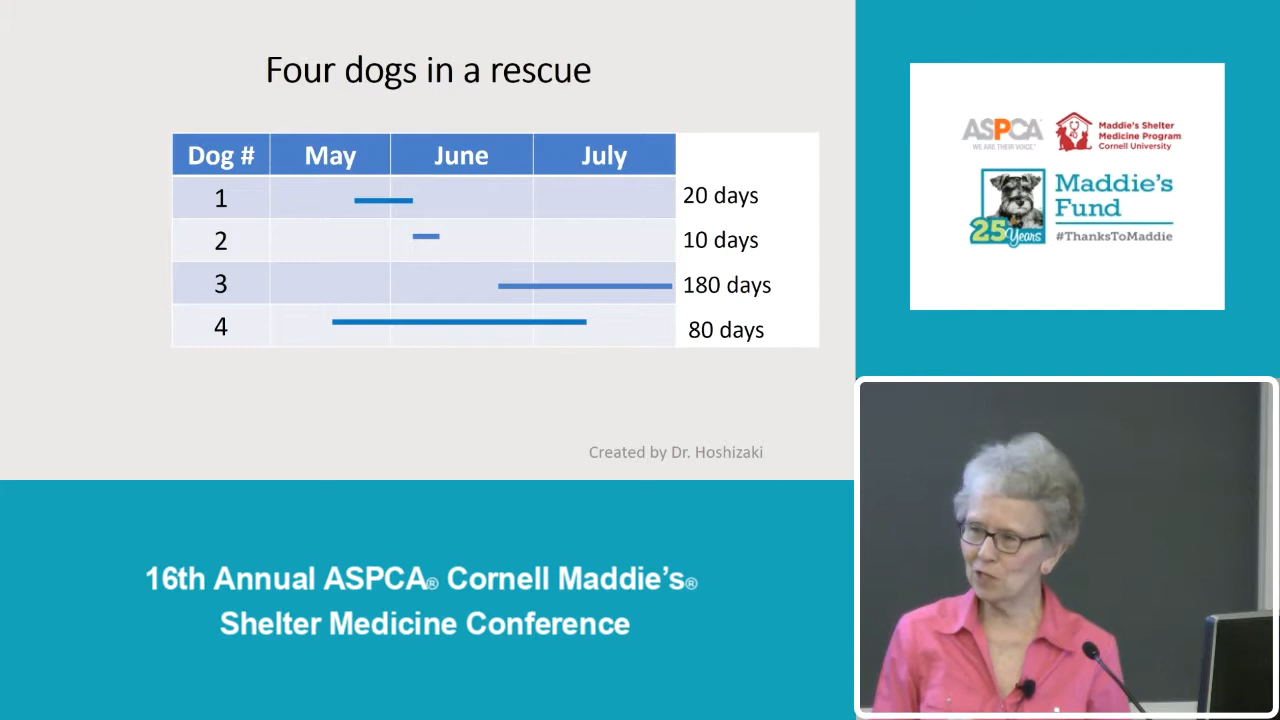 Four dogs in a rescue
Dog # May June July
1 20 days
2 10 days
3 180 days
4 80 days
Created by Dr. Hoshizaki
ASPCA®
WE ARE THEIR VOICE™
Maddie's Shelter
Medicine Program
Cornell University
Maddie's
Fund
25 Years
#ThanksToMaddie
16th Annual ASPCA® Cornell Maddie's®
Shelter Medicine Conference